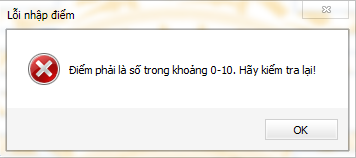 Lỗi nhập điểm
Điểm phải là số trong khoảng 0-10. Hãy kiểm tra lại!
OK